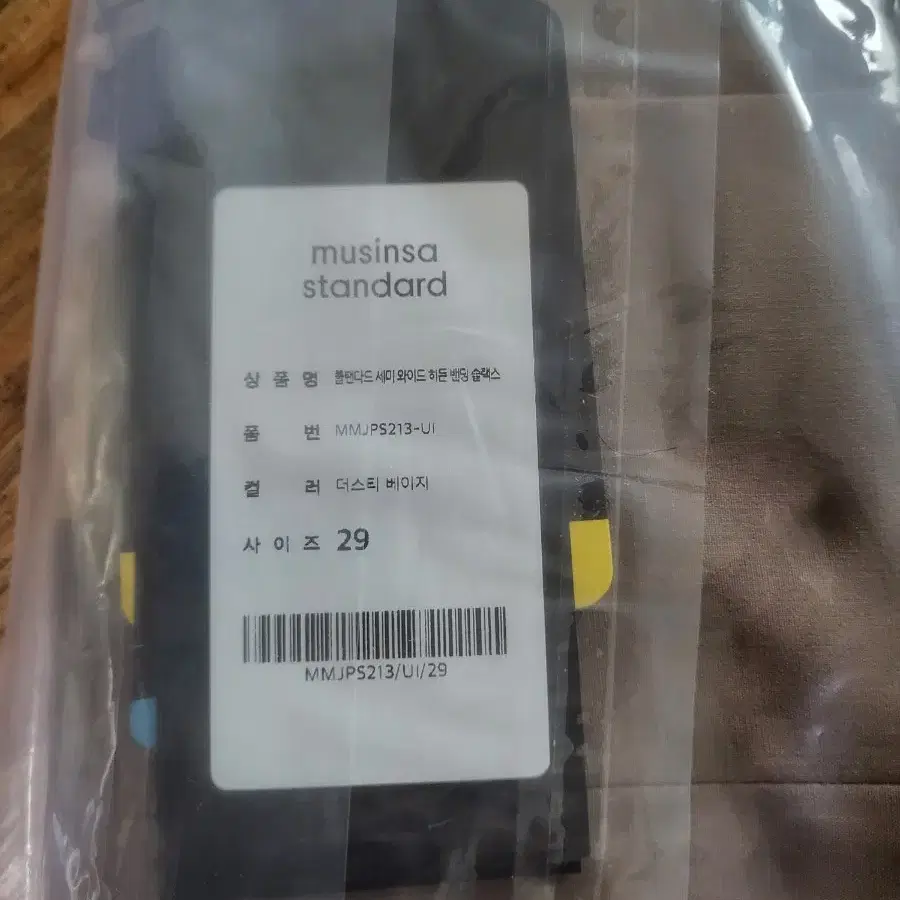 musinsa
standard
상 품 명 쿨탠다드 세미 와이드 히든 밴딩 슬랙스
품 번 MMJPS213-UI
컬 러 더스티 베이지
사 이 즈 29
MMJPS213/UI/29